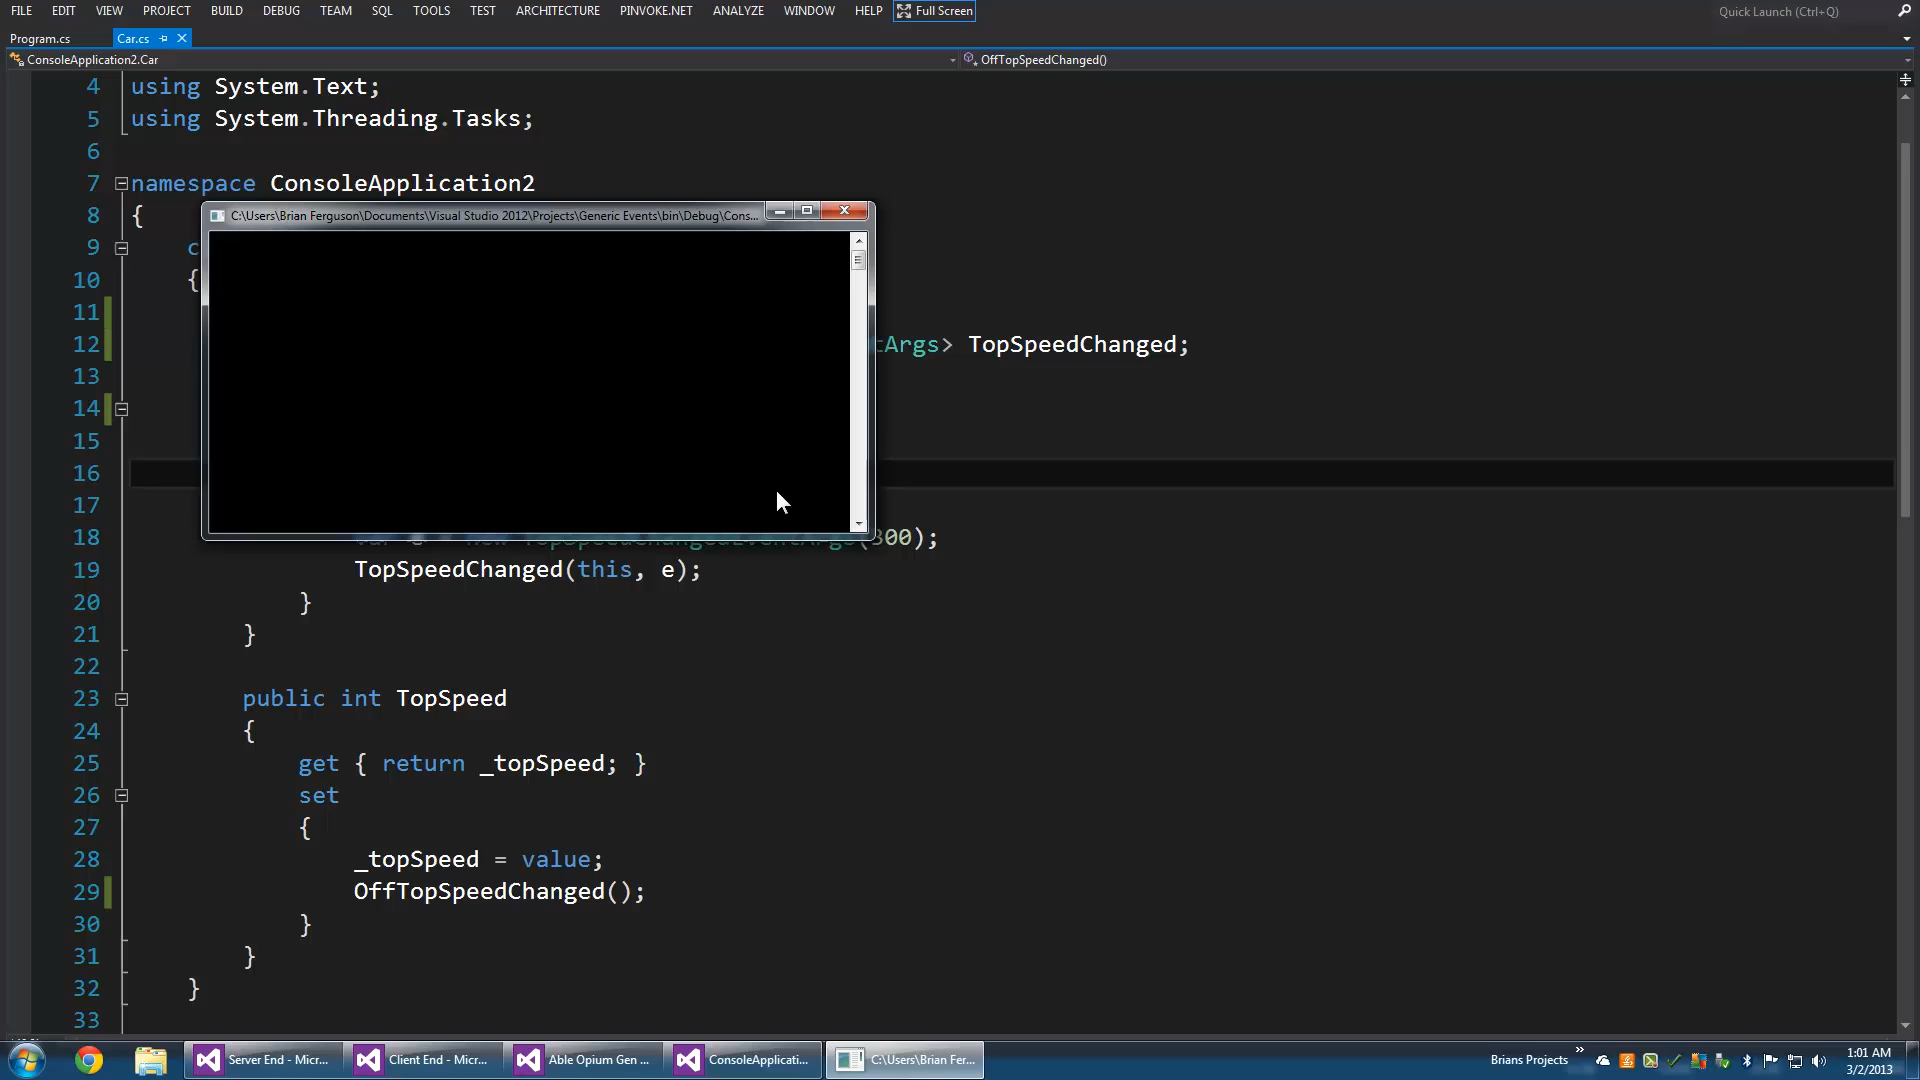 FILE EDIT VIEW PROJECT BUILD DEBUG TEAM SQL TOOLS TEST ARCHITECTURE PINVOKE.NET ANALYZE WINDOW HELP Full Screen Quick Launch (Ctrl+Q)
Program.cs Car.cs
ConsoleApplication2.Car OffTopSpeedChanged()
4 using System.Text;
5 using System.Threading.Tasks;
6
7 namespace ConsoleApplication2
C:\Users\Brian Ferguson\Documents\Visual Studio 2012\Projects\Generic Events\bin\Debug\Cons...
8 {
9 c
10 {
11
12 tArgs> TopSpeedChanged;
13
14
15
16
17
18 300);
19 TopSpeedChanged(this, e);
20 }
21 }
22
23 public int TopSpeed
24 {
25 get { return _topSpeed; }
26 set
27 {
28 _topSpeed = value;
29 OffTopSpeedChanged();
30 }
31 }
32 }
33
Server End - Micr... Client End - Micr... Able Opium Gen ... ConsoleApplicati... C:\Users\Brian Fer... Brians Projects » 1:01 AM
3/2/2013